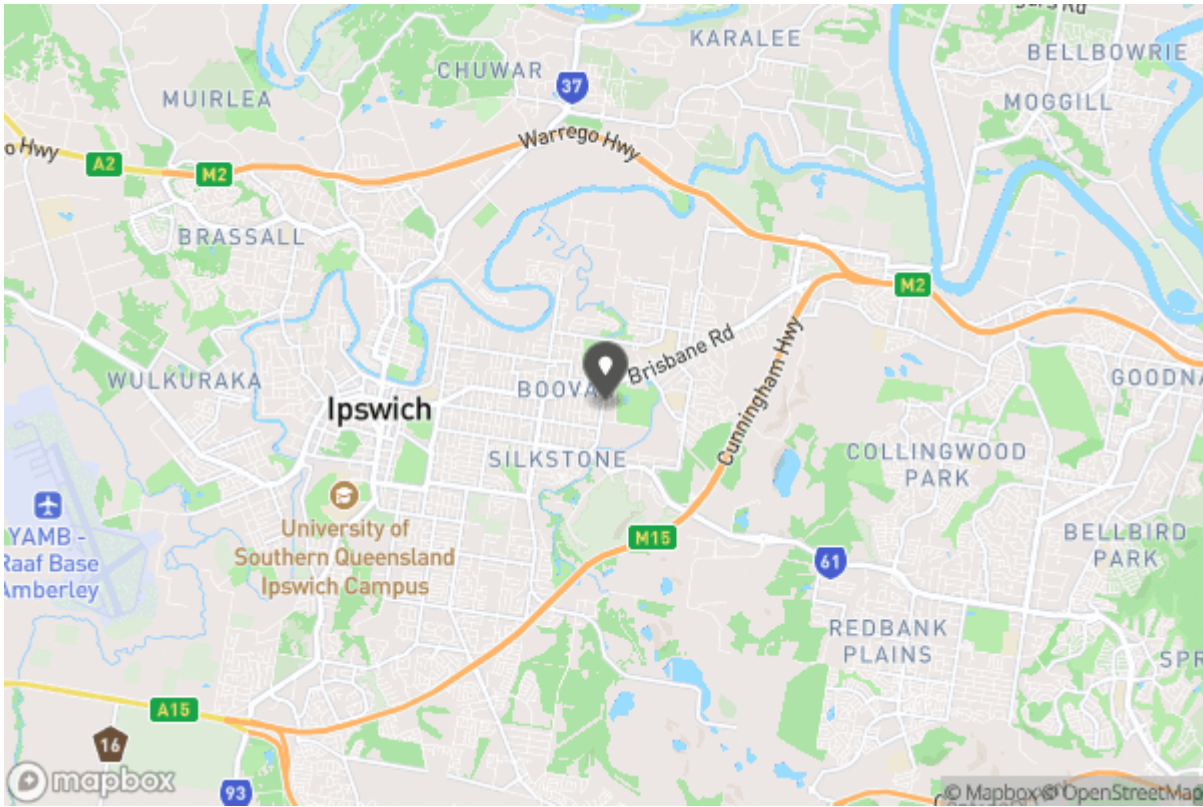 KARALEE
BELLBOWRIE
CHUWAR
37
MUIRLEA
MOGGILL
Warrego Hwy
o Hwy
A2
M2
BRASSALL
M2
Brisbane Rd
WULKURAKA
BOOVA
Ipswich
GOODNA
Cunningham Hwy
SILKSTONE
COLLINGWOOD
PARK
University of
Southern Queensland
Ipswich Campus
YAMB -
Raaf Base
Amberley
M15
61
BELLBIRD
PARK
REDBANK
PLAINS
SPR
A15
16
93
mapbox
© Mapbox © OpenStreetMap